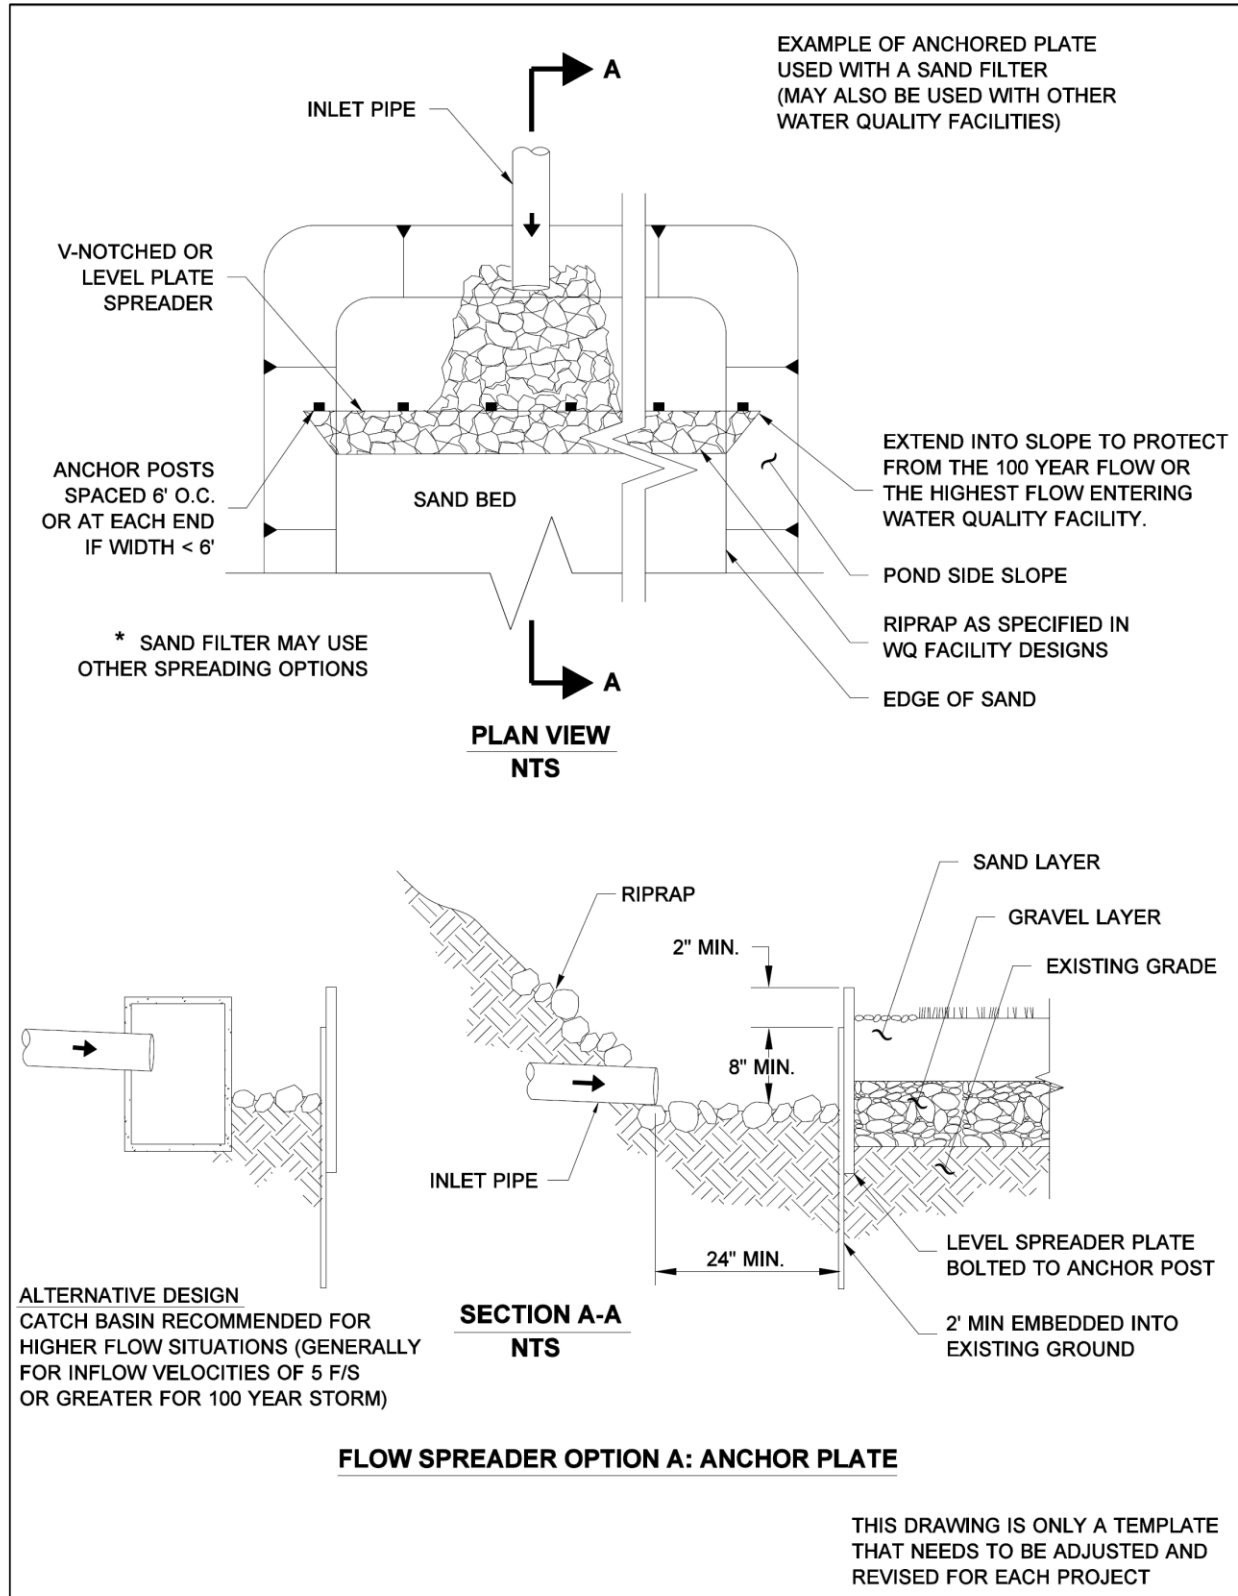 EXAMPLE OF ANCHORED PLATE
USED WITH A SAND FILTER
(MAY ALSO BE USED WITH OTHER
WATER QUALITY FACILITIES)
A
INLET PIPE
V-NOTCHED OR
LEVEL PLATE
SPREADER
ANCHOR POSTS
SPACED 6' O.C.
OR AT EACH END
IF WIDTH < 6'
SAND BED
EXTEND INTO SLOPE TO PROTECT
FROM THE 100 YEAR FLOW OR
THE HIGHEST FLOW ENTERING
WATER QUALITY FACILITY.
POND SIDE SLOPE
RIPRAP AS SPECIFIED IN
WQ FACILITY DESIGNS
EDGE OF SAND
* SAND FILTER MAY USE
OTHER SPREADING OPTIONS
A
PLAN VIEW
NTS
SAND LAYER
GRAVEL LAYER
EXISTING GRADE
RIPRAP
2" MIN.
8" MIN.
INLET PIPE
24" MIN.
LEVEL SPREADER PLATE
BOLTED TO ANCHOR POST
2' MIN EMBEDDED INTO
EXISTING GROUND
ALTERNATIVE DESIGN
CATCH BASIN RECOMMENDED FOR
HIGHER FLOW SITUATIONS (GENERALLY
FOR INFLOW VELOCITIES OF 5 F/S
OR GREATER FOR 100 YEAR STORM)
SECTION A-A
NTS
FLOW SPREADER OPTION A: ANCHOR PLATE
THIS DRAWING IS ONLY A TEMPLATE
THAT NEEDS TO BE ADJUSTED AND
REVISED FOR EACH PROJECT